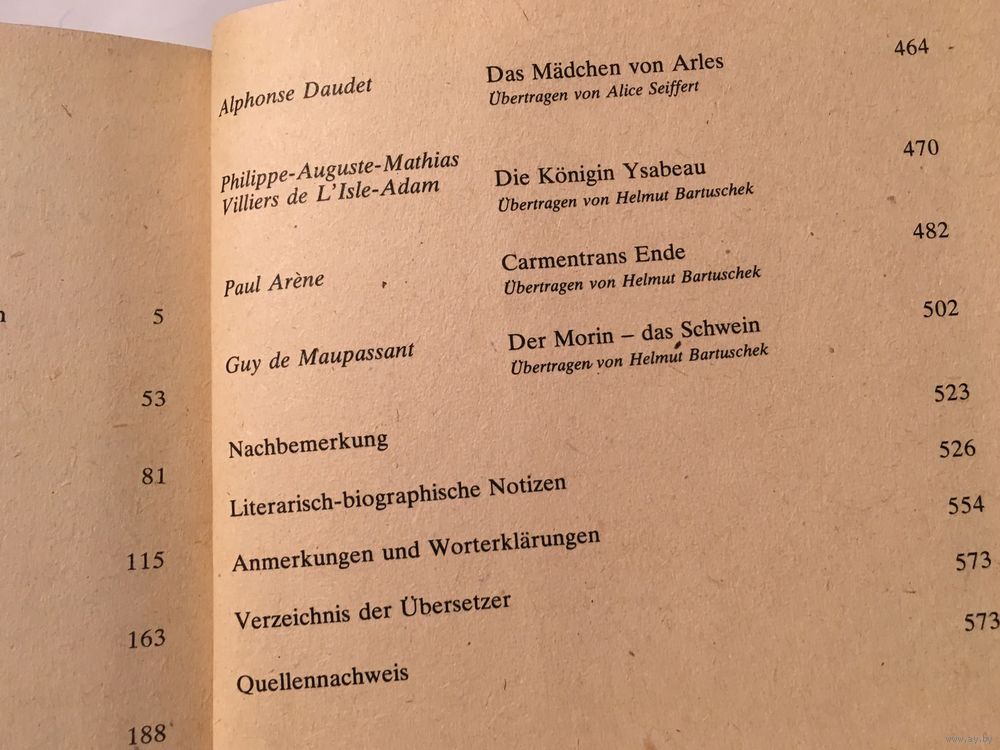 n 5
53
81
115
163
188
Alphonse Daudet Das Mädchen von Arles 464
Übertragen von Alice Seiffert
Philippe-Auguste-Mathias
Villiers de L'Isle-Adam Die Königin Ysabeau 470
Übertragen von Helmut Bartuschek
Paul Arène Carmentrans Ende 482
Übertragen von Helmut Bartuschek
Guy de Maupassant Der Morin – das Schwein 502
Übertragen von Helmut Bartuschek
Nachbemerkung 523
Literarisch-biographische Notizen 526
Anmerkungen und Worterklärungen 554
Verzeichnis der Übersetzer 573
Quellennachweis 573
www.ay.by